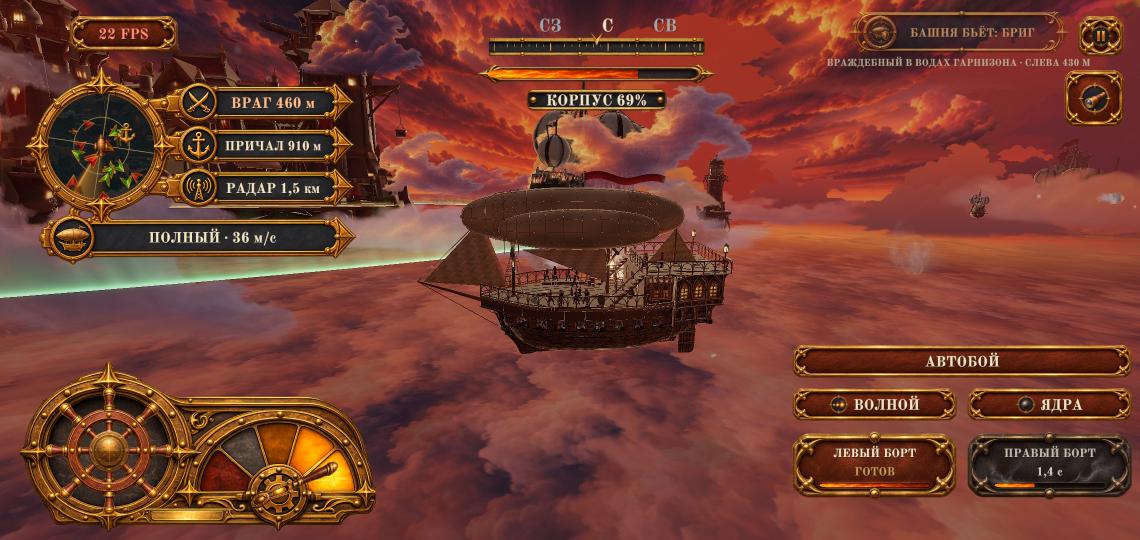 22 FPS
СЗ С СВ
БАШНЯ БЬЁТ: БРИГ
ВРАЖДЕБНЫЙ В ВОДАХ ГАРНИЗОНА · СЛЕВА 430 М
КОРПУС 69%
ВРАГ 460 м
ПРИЧАЛ 910 м
РАДАР 1,5 км
ПОЛНЫЙ · 36 м/с
АВТОБОЙ
ВОЛНОЙ
ЯДРА
ЛЕВЫЙ БОРТ
ГОТОВ
ПРАВЫЙ БОРТ
1,4 с